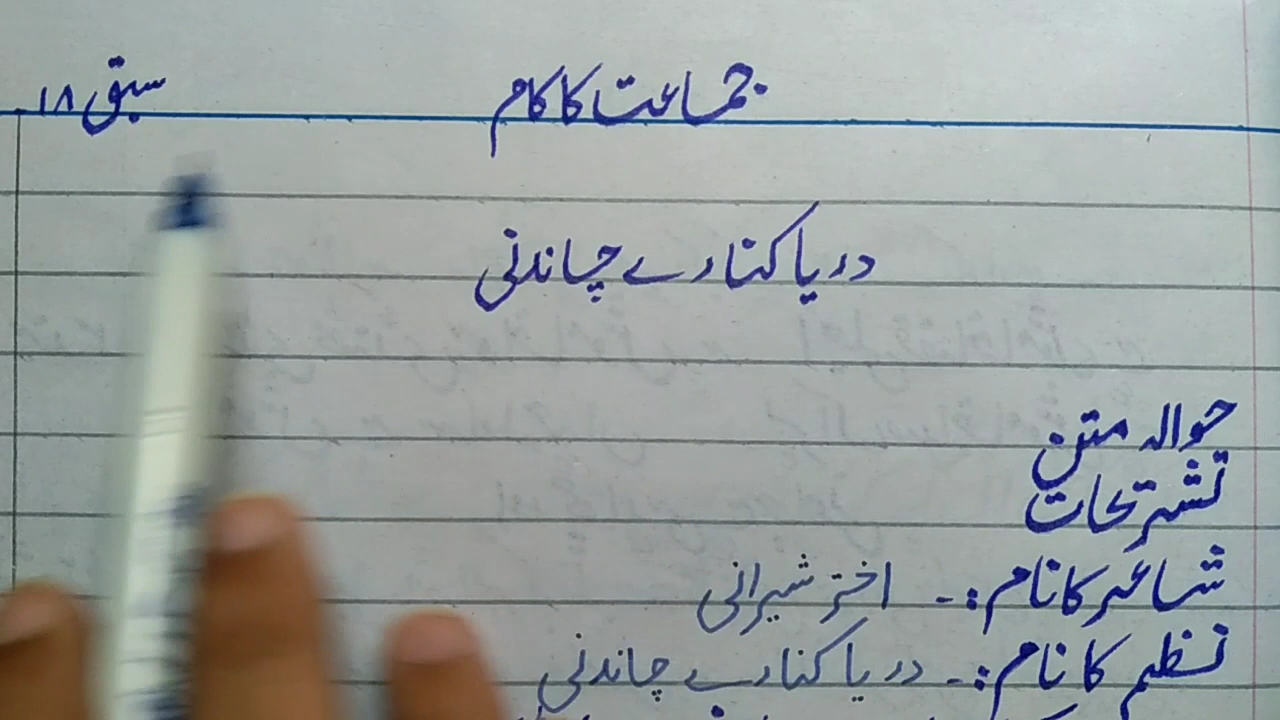 جماعت کا کام سبق ۱۸
دریا کنارے چاندنی
حوالہ متن
تشریحات
شاعر کا نام :۔ اختر شیرانی
نظم کا نام :۔ دریا کنارے چاندنی